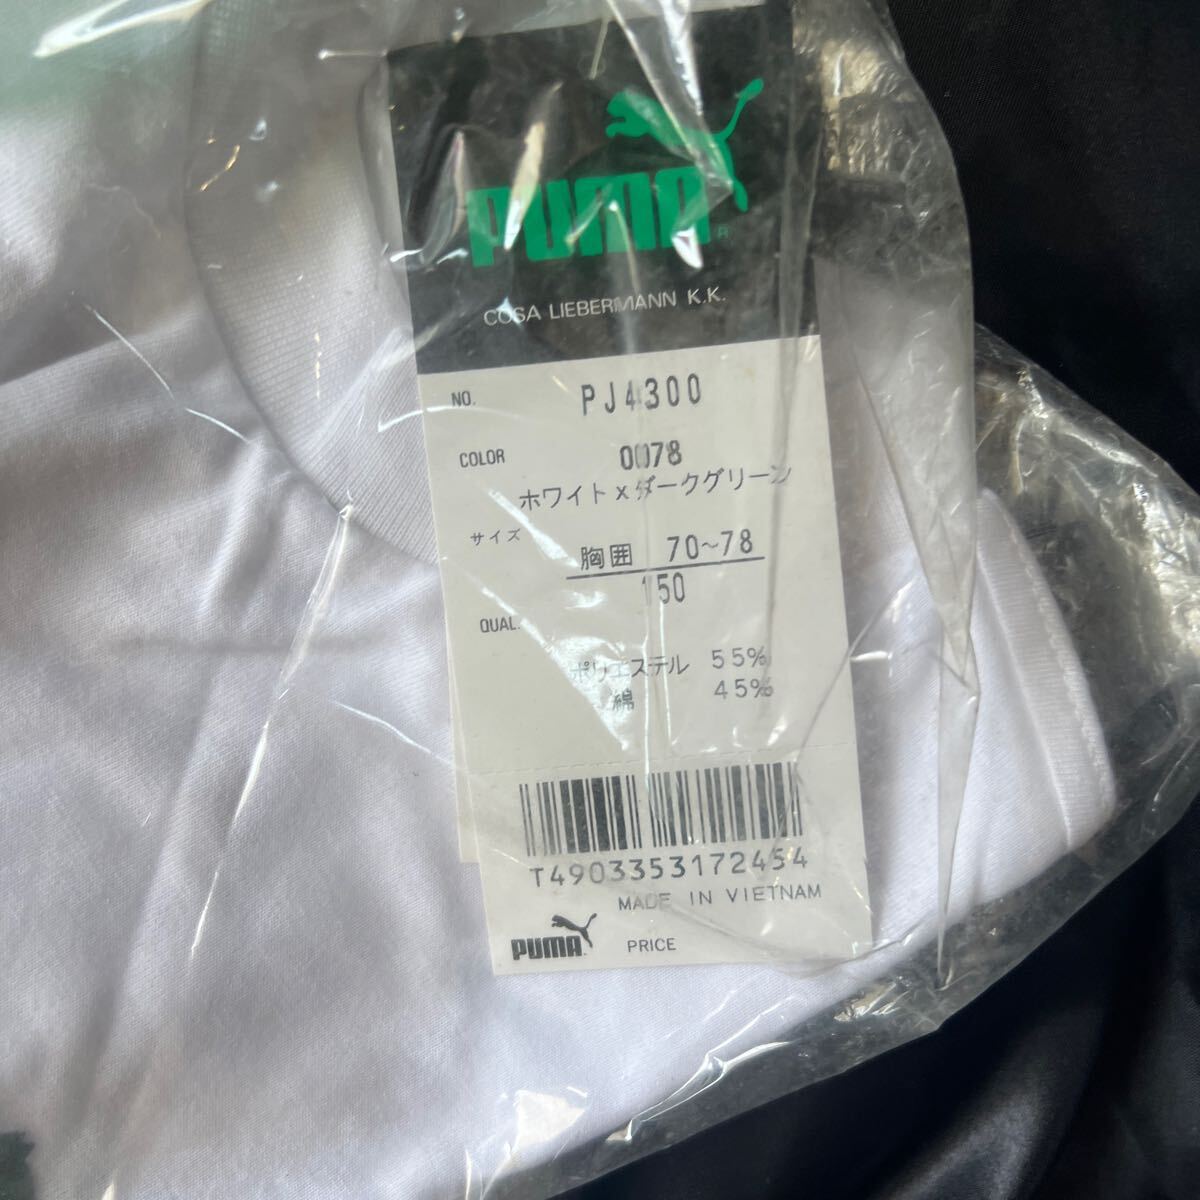 PUMA
COSA LIEBERMANN K.K.
NO. PJ4300
COLOR 0078
ホワイト×ダークグリーン
サイズ 胸囲 70~78
150
QUAL.
ポリエステル 55%
綿 45%
T4903353172454
MADE IN VIETNAM
PUMA PRICE